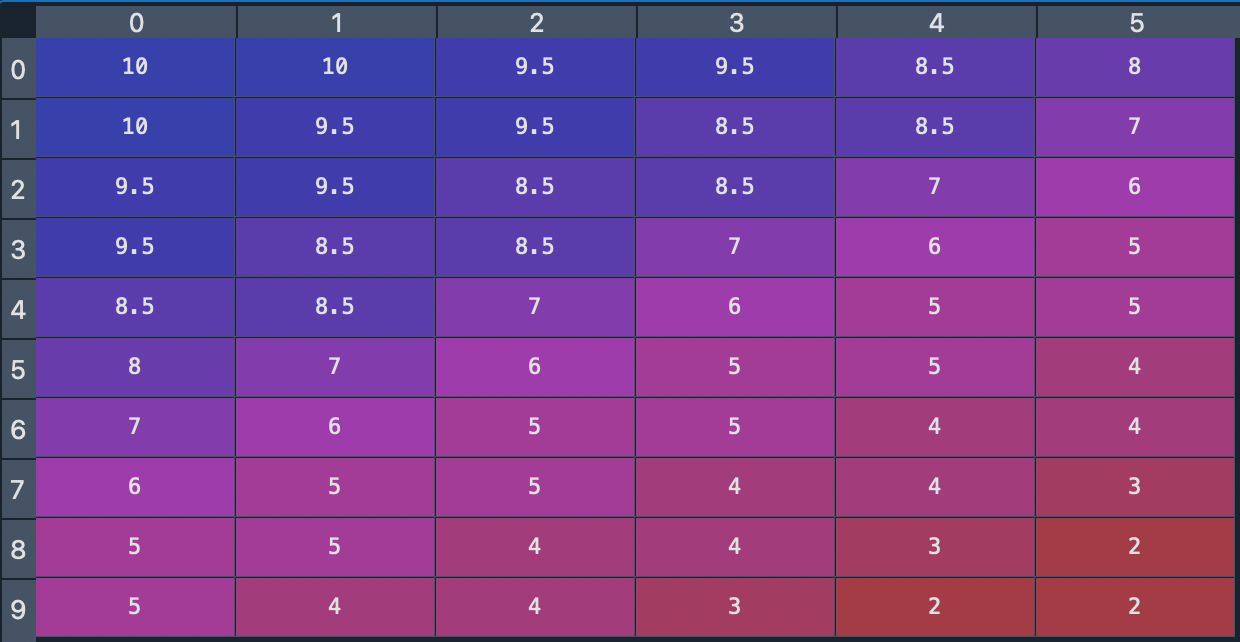 0 1 2 3 4 5
0 10 10 9.5 9.5 8.5 8
1 10 9.5 9.5 8.5 8.5 7
2 9.5 9.5 8.5 8.5 7 6
3 9.5 8.5 8.5 7 6 5
4 8.5 8.5 7 6 5 5
5 8 7 6 5 5 4
6 7 6 5 5 4 4
7 6 5 5 4 4 3
8 5 5 4 4 3 2
9 5 4 4 3 2 2